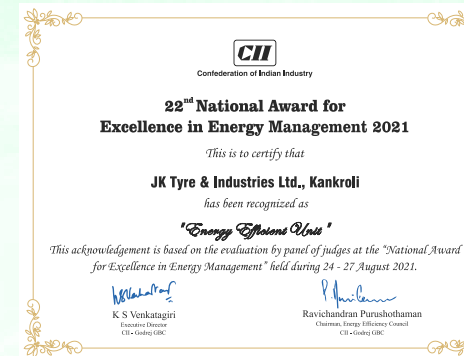 CII
Confederation of Indian Industry
22nd National Award for
Excellence in Energy Management 2021
This is to certify that
JK Tyre & Industries Ltd., Kankroli
has been recognized as
"Energy Efficient Unit"
This acknowledgement is based on the evaluation by panel of judges at the "National Award
for Excellence in Energy Management" held during 24 - 27 August 2021.
K S Venkatagiri
Executive Director
CII - Godrej GBC
Ravichandran Purushothaman
Chairman, Energy Efficiency Council
CII - Godrej GBC